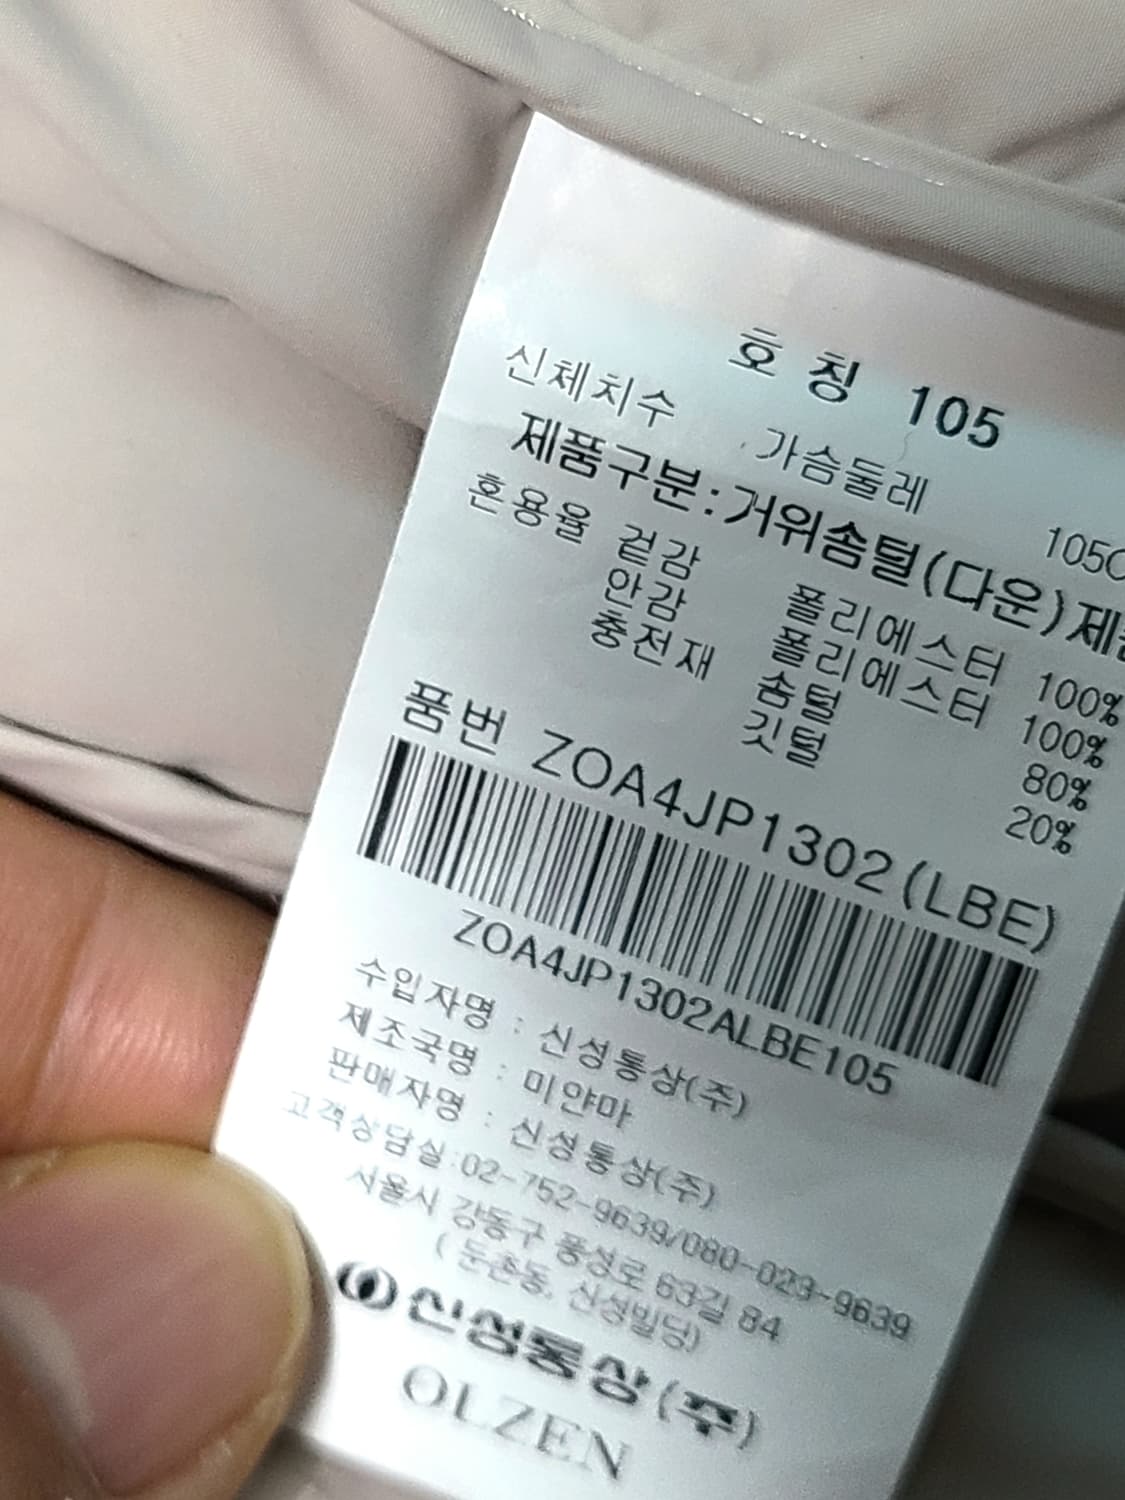 호 칭 105
신체치수 가슴둘레 105C
제품구분:거위솜털(다운)제품
혼용율 겉감 폴리에스터 100%
안감 폴리에스터 100%
충전재 솜털 80%
깃털 20%
품번 ZOA4JP1302(LBE)
ZOA4JP1302ALBE105
수입자명 : 신성통상(주)
제조국명 : 미얀마
판매자명 : 신성통상(주)
고객상담실:02-752-9639/080-023-9639
서울시 강동구 풍성로 63길 84
( 둔촌동, 신성빌딩)
신성통상(주)
OLZEN